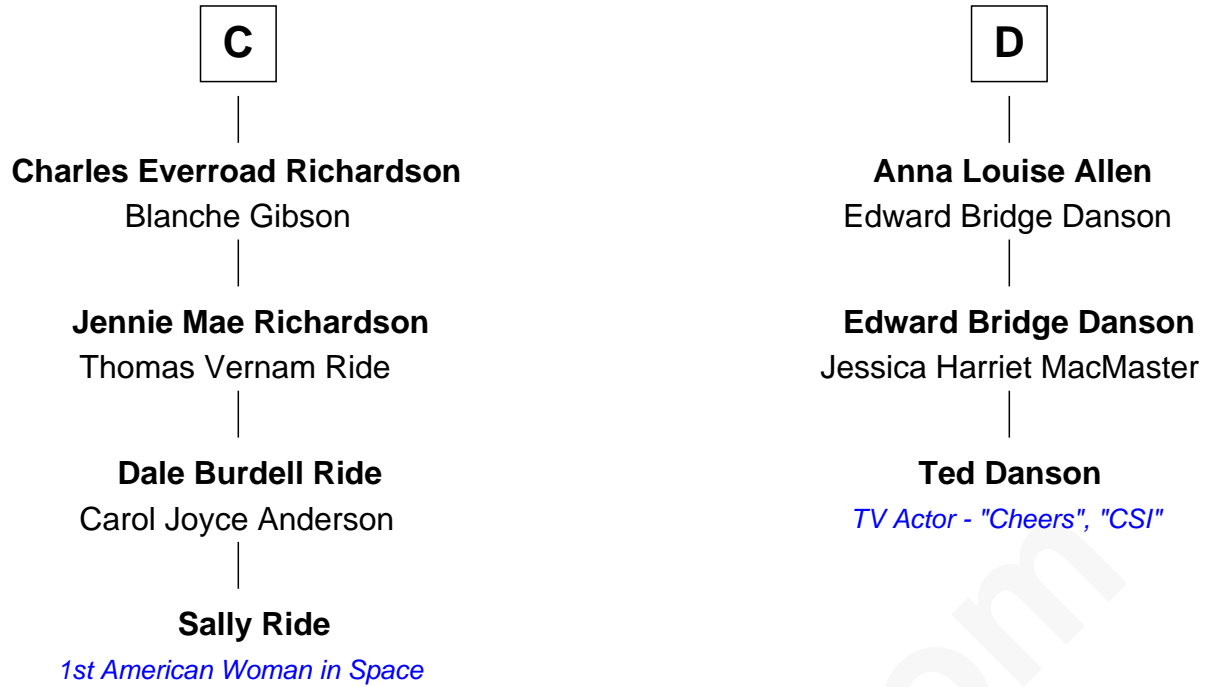 C
Charles Everroad Richardson
Blanche Gibson
Jennie Mae Richardson
Thomas Vernam Ride
Dale Burdell Ride
Carol Joyce Anderson
Sally Ride
1st American Woman in Space
D
Anna Louise Allen
Edward Bridge Danson
Edward Bridge Danson
Jessica Harriet MacMaster
Ted Danson
TV Actor - "Cheers", "CSI"
om